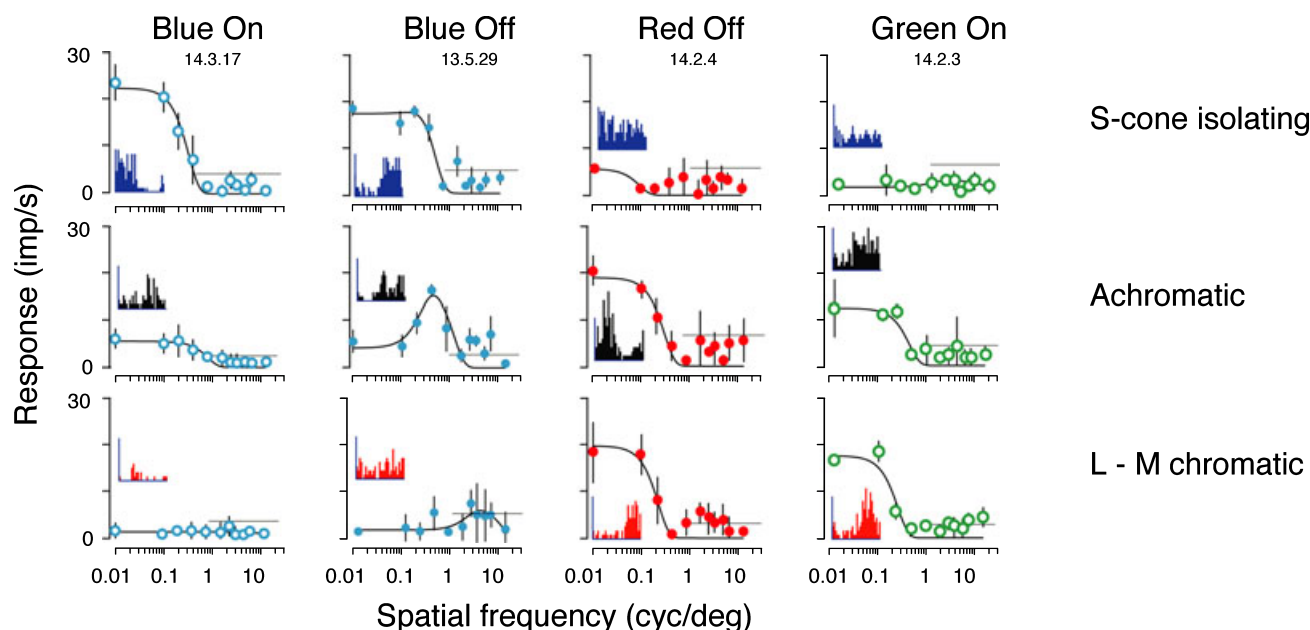 Blue On Blue Off Red Off Green On
14.3.17 13.5.29 14.2.4 14.2.3
30
0
S-cone isolating
30
0
Achromatic
30
0
L - M chromatic
Response (imp/s)
0.01 0.1 1 10 0.01 0.1 1 10 0.01 0.1 1 10 0.01 0.1 1 10
Spatial frequency (cyc/deg)